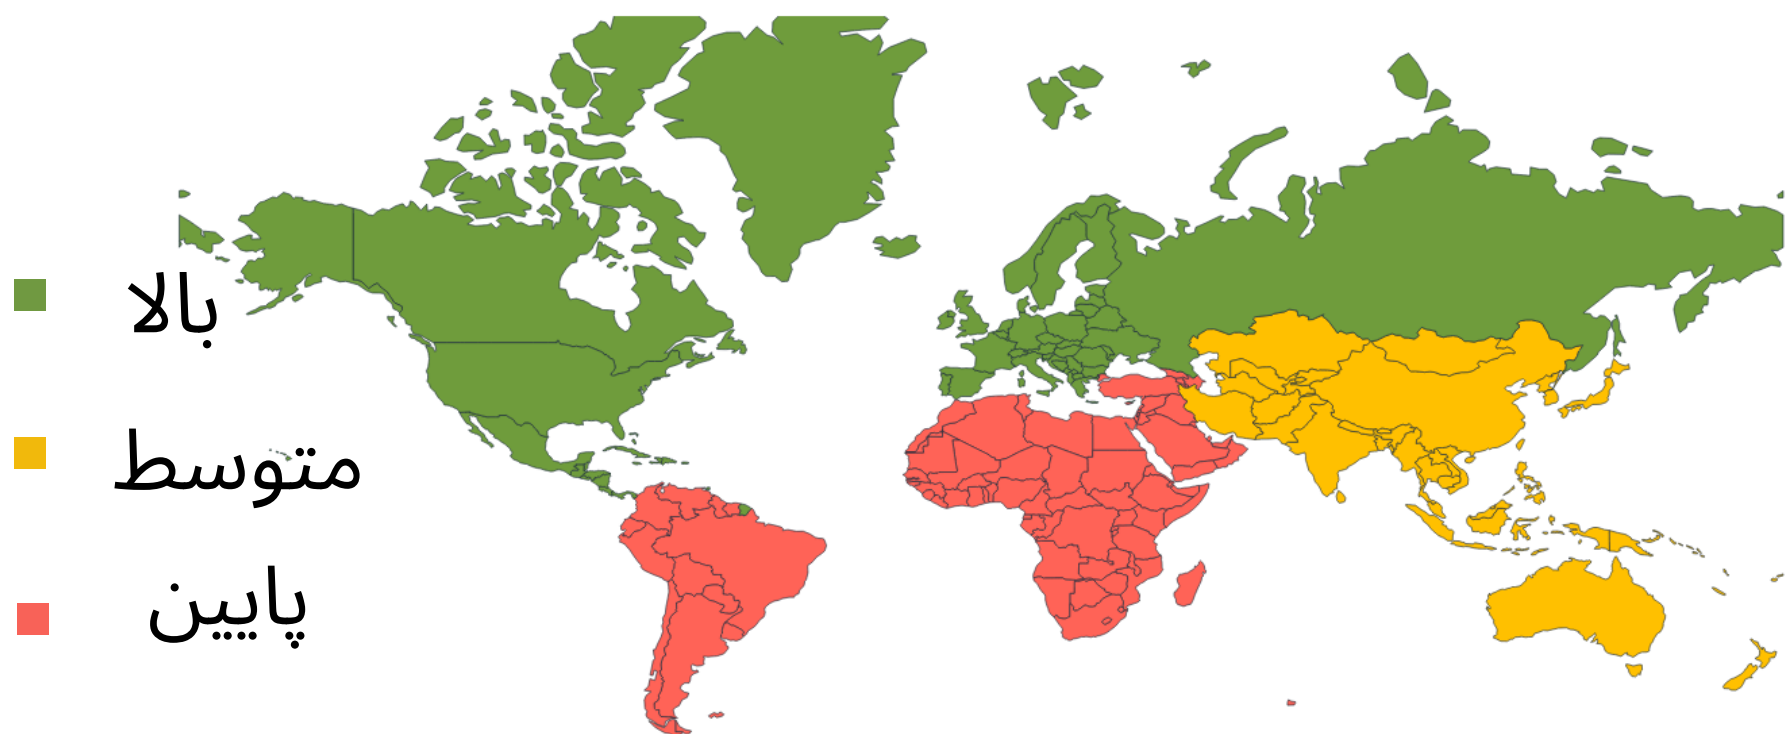 بالا
متوسط
پایین